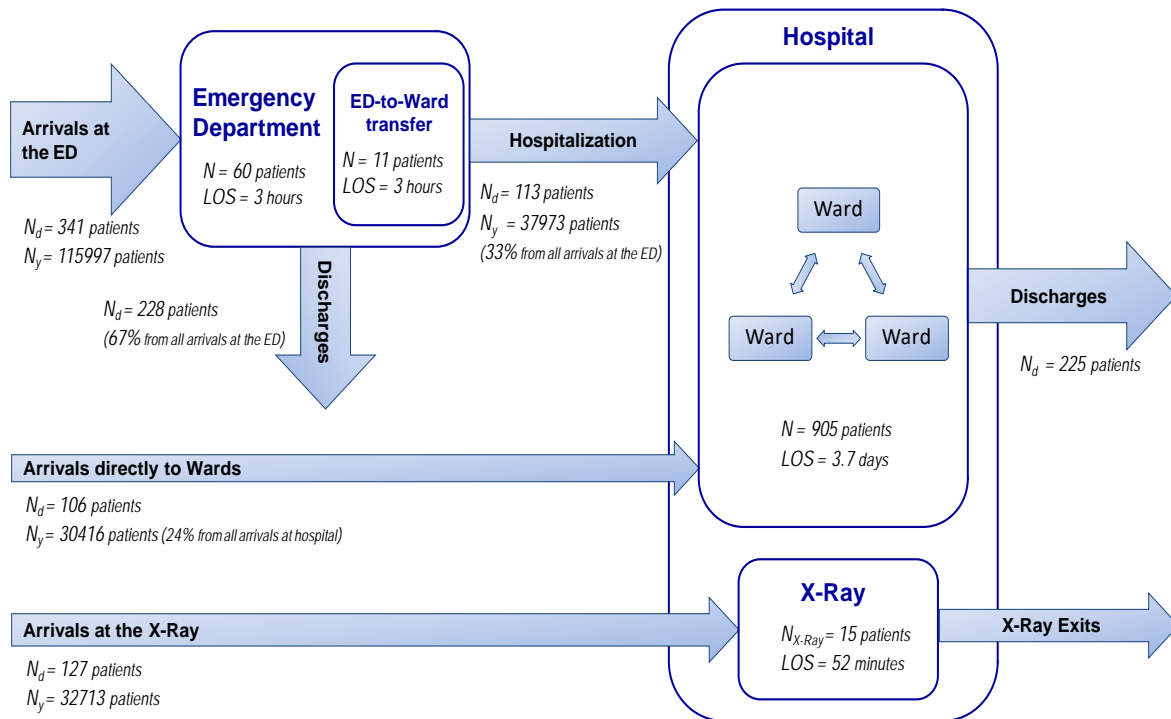 Hospital
Emergency
Department
N = 60 patients
LOS = 3 hours
ED-to-Ward
transfer
N = 11 patients
LOS = 3 hours
Arrivals at
the ED
N_d = 341 patients
N_y = 115997 patients
Hospitalization
N_d = 113 patients
N_y = 37973 patients
(33% from all arrivals at the ED)
Discharges
N_d = 228 patients
(67% from all arrivals at the ED)
Ward
Ward
Ward
N = 905 patients
LOS = 3.7 days
Discharges
N_d = 225 patients
Arrivals directly to Wards
N_d = 106 patients
N_y = 30416 patients (24% from all arrivals at hospital)
Arrivals at the X-Ray
N_d = 127 patients
N_y = 32713 patients
X-Ray
N_X-Ray = 15 patients
LOS = 52 minutes
X-Ray Exits